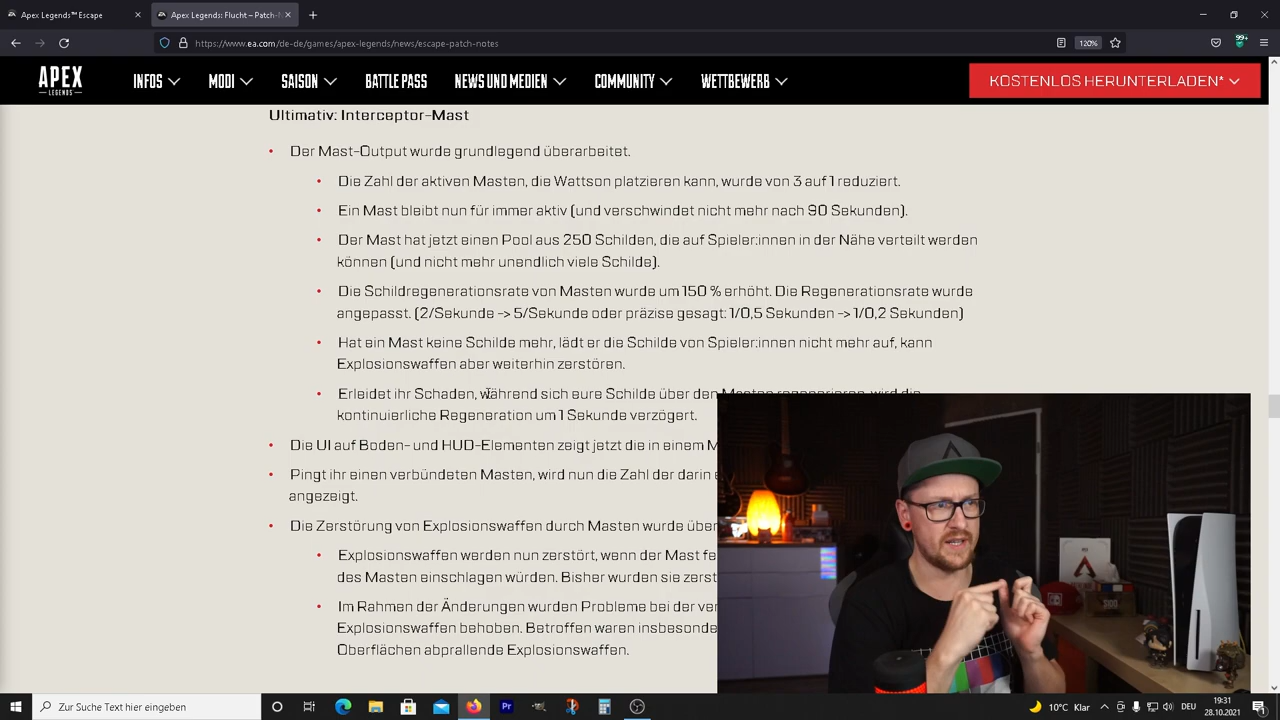 Apex Legends™ Escape
Apex Legends: Flucht – Patch-N
https://www.ea.com/de-de/games/apex-legends/news/escape-patch-notes
120%
99+
APEX
LEGENDS
INFOS MODI SAISON BATTLE PASS NEWS UND MEDIEN COMMUNITY WETTBEWERB
KOSTENLOS HERUNTERLADEN*
Ultimativ: Interceptor-Mast
Der Mast-Output wurde grundlegend überarbeitet.
Die Zahl der aktiven Masten, die Wattson platzieren kann, wurde von 3 auf 1 reduziert.
Ein Mast bleibt nun für immer aktiv (und verschwindet nicht mehr nach 90 Sekunden).
Der Mast hat jetzt einen Pool aus 250 Schilden, die auf Spieler:innen in der Nähe verteilt werden
können (und nicht mehr unendlich viele Schilde).
Die Schildregenerationsrate von Masten wurde um 150 % erhöht. Die Regenerationsrate wurde
angepasst. (2/Sekunde -> 5/Sekunde oder präzise gesagt: 1/0,5 Sekunden -> 1/0,2 Sekunden)
Hat ein Mast keine Schilde mehr, lädt er die Schilde von Spieler:innen nicht mehr auf, kann
Explosionswaffen aber weiterhin zerstören.
Erleidet ihr Schaden, während sich eure Schilde über den Masten regenerieren, wird die
kontinuierliche Regeneration um 1 Sekunde verzögert.
Die UI auf Boden- und HUD-Elementen zeigt jetzt die in einem M
Pingt ihr einen verbündeten Masten, wird nun die Zahl der darin
angezeigt.
Die Zerstörung von Explosionswaffen durch Masten wurde über
Explosionswaffen werden nun zerstört, wenn der Mast fe
des Masten einschlagen würden. Bisher wurden sie zerst
Im Rahmen der Änderungen wurden Probleme bei der ver
Explosionswaffen behoben. Betroffen waren insbesonde
Oberflächen abprallende Explosionswaffen.
Zur Suche Text hier eingeben
Pr
10°C Klar
DEU
19:31
28.10.2021